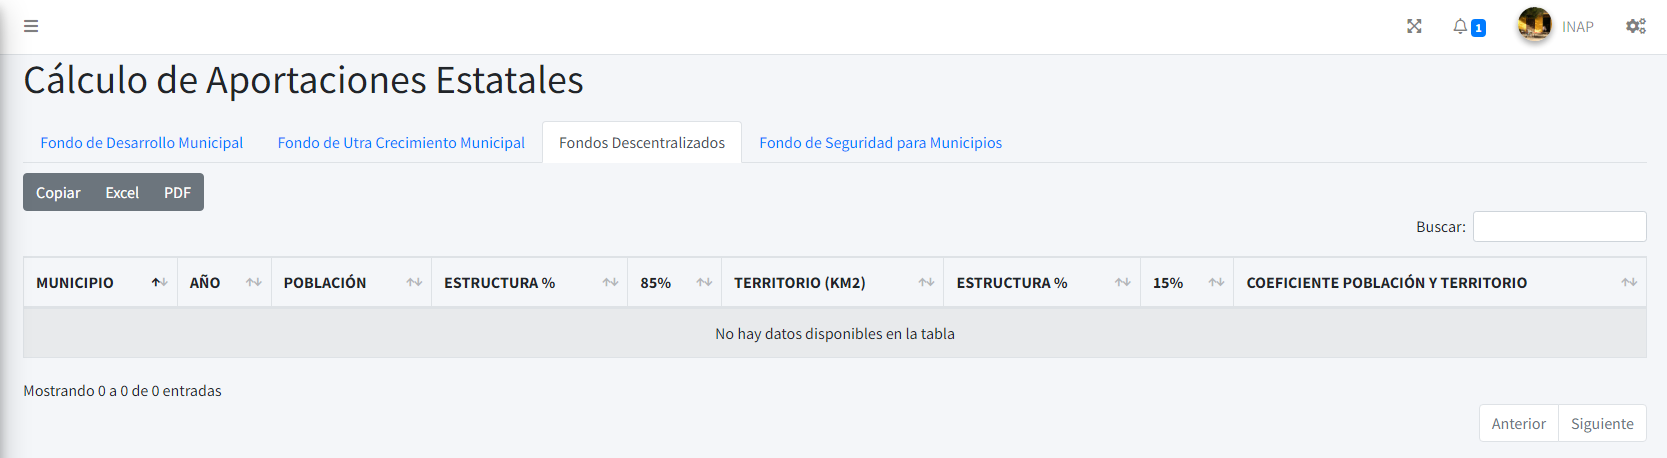 1 INAP
Cálculo de Aportaciones Estatales
Fondo de Desarrollo Municipal Fondo de Utra Crecimiento Municipal Fondos Descentralizados Fondo de Seguridad para Municipios
Copiar Excel PDF
Buscar:
MUNICIPIO AÑO POBLACIÓN ESTRUCTURA % 85% TERRITORIO (KM2) ESTRUCTURA % 15% COEFICIENTE POBLACIÓN Y TERRITORIO
No hay datos disponibles en la tabla
Mostrando 0 a 0 de 0 entradas
Anterior Siguiente